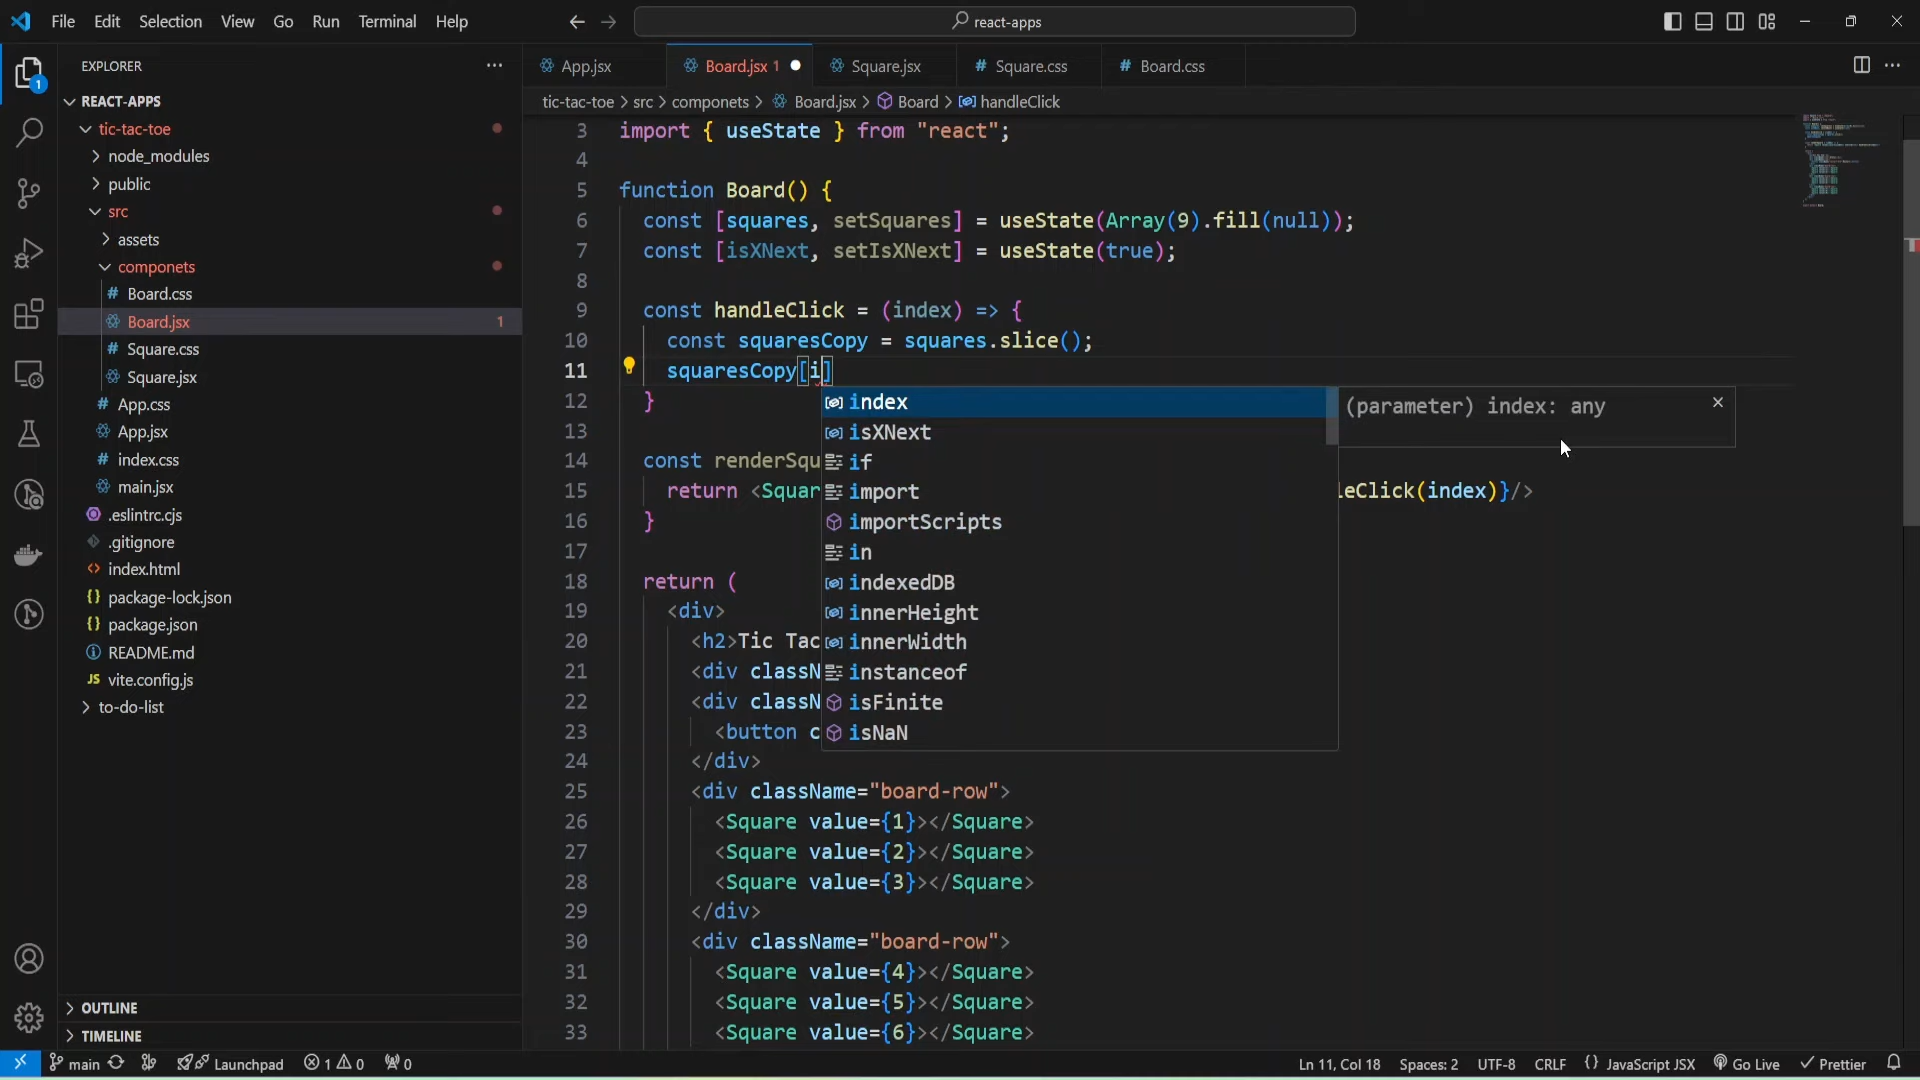 File Edit Selection View Go Run Terminal Help
react-apps
EXPLORER
REACT-APPS
tic-tac-toe
node_modules
public
src
assets
componets
Board.css
Board.jsx 1
Square.css
Square.jsx
App.css
App.jsx
index.css
main.jsx
.eslintrc.cjs
.gitignore
index.html
package-lock.json
package.json
README.md
vite.config.js
to-do-list
OUTLINE
TIMELINE
App.jsx Board.jsx 1 Square.jsx # Square.css # Board.css
tic-tac-toe > src > componets > Board.jsx > Board > handleClick
3 import { useState } from "react";
4
5 function Board() {
6 const [squares, setSquares] = useState(Array(9).fill(null));
7 const [isXNext, setIsXNext] = useState(true);
8
9 const handleClick = (index) => {
10 const squaresCopy = squares.slice();
11 squaresCopy[i]
12 }
13
14 const renderSqu
15 return <Squar leClick(index)}/>
16 }
17
18 return (
19 <div>
20 <h2>Tic Tac
21 <div classN
22 <div classN
23 <button c
24 </div>
25 <div className="board-row">
26 <Square value={1}></Square>
27 <Square value={2}></Square>
28 <Square value={3}></Square>
29 </div>
30 <div className="board-row">
31 <Square value={4}></Square>
32 <Square value={5}></Square>
33 <Square value={6}></Square>
index
isXNext
if
import
importScripts
in
indexedDB
innerHeight
innerWidth
instanceof
isFinite
isNaN
(parameter) index: any
1
main Launchpad 1 0 0 Ln 11, Col 18 Spaces: 2 UTF-8 CRLF {} JavaScript JSX Go Live Prettier